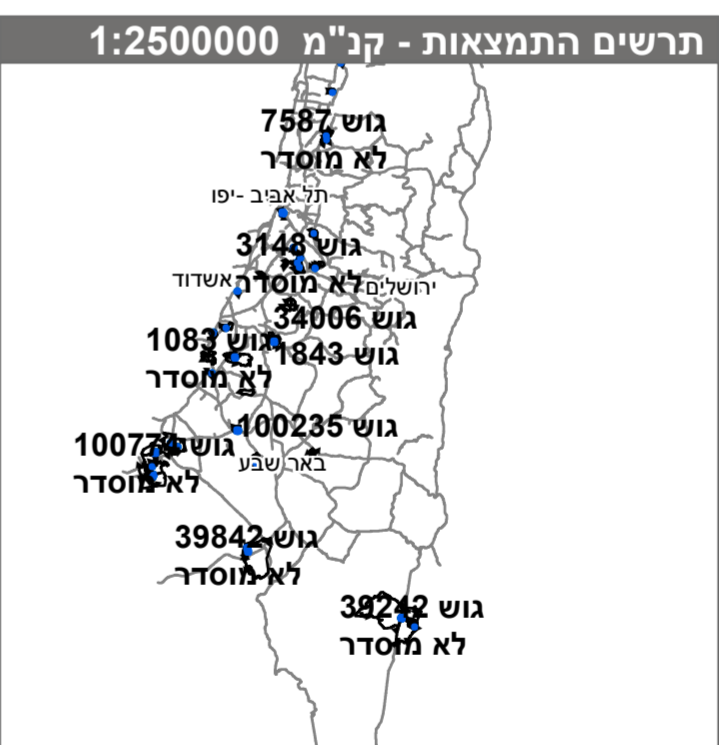 תרשים התמצאות - קנ"מ 1:2500000
גוש 7587
לא מוסדר
תל אביב -יפו
גוש 3148
לא מוסדר
אשדוד
ירושלים
גוש 34006
גוש 1083
גוש 1843
לא מוסדר
גוש 100235
גוש
באר שבע
לא מוסדר
גוש 39842
לא מוסדר
גוש 39242
לא מוסדר